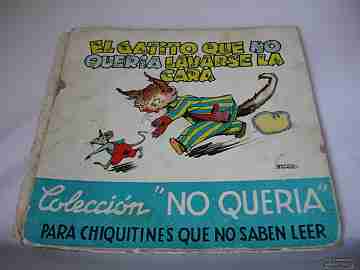 EL GATITO QUE NO
QUERIA LAVARSE LA
CARA
Colección "NO QUERIA"
PARA CHIQUITINES QUE NO SABEN LEER